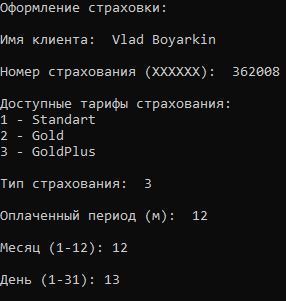 Оформление страховки:
Имя клиента:  Vlad Boyarkin
Номер страхования (XXXXXX):  362008
Доступные тарифы страхования:
1 - Standart
2 - Gold
3 - GoldPlus
Тип страхования:  3
Оплаченный период (м):  12
Месяц (1-12): 12
День (1-31): 13